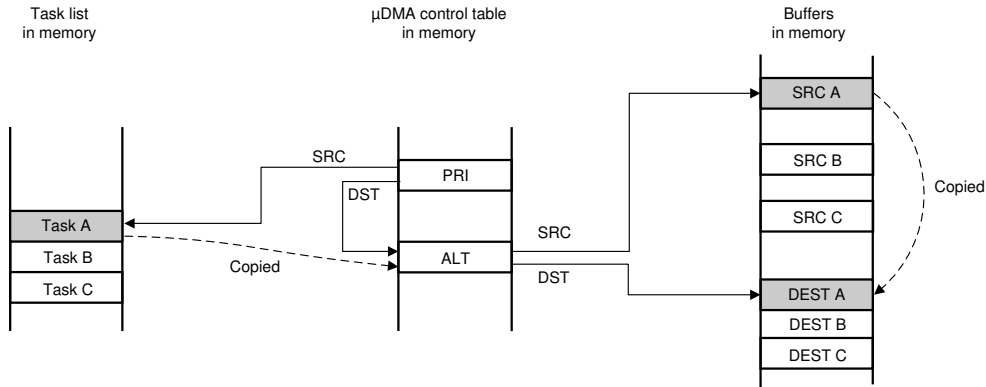 Task list
in memory
µDMA control table
in memory
Buffers
in memory
SRC A
SRC
PRI
SRC B
DST
Copied
Task A
SRC C
SRC
Task B
Copied
ALT
DST
Task C
DEST A
DEST B
DEST C